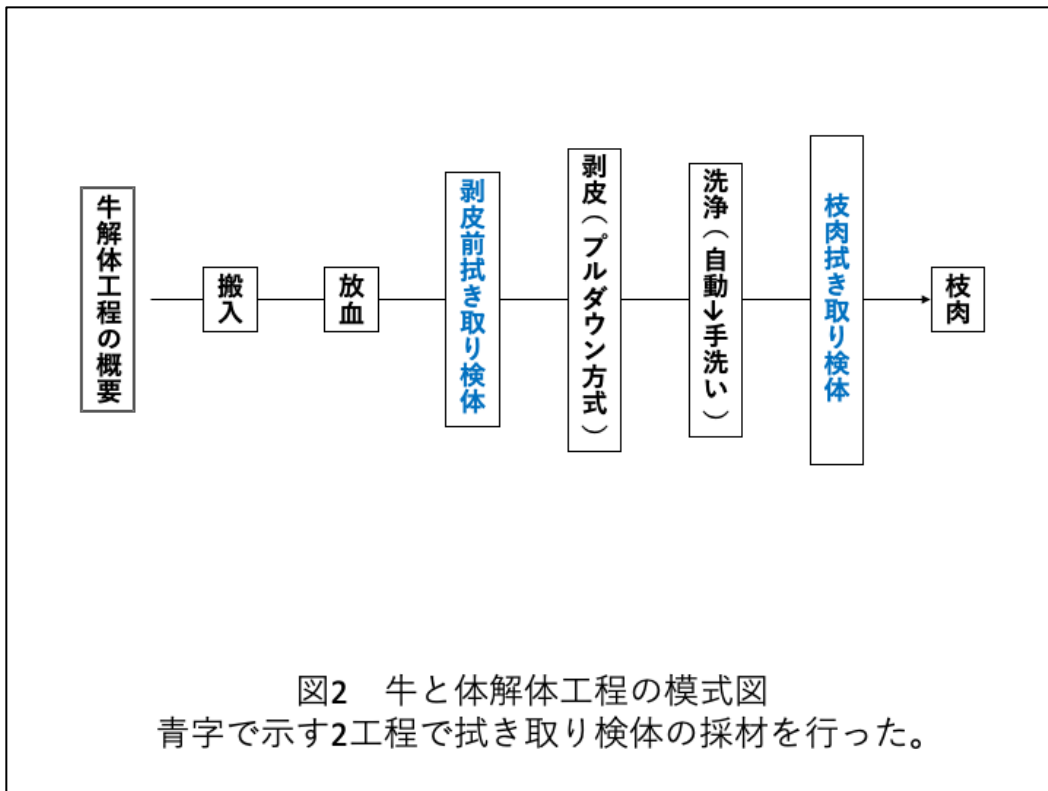 牛解体工程の概要
搬入
放血
剥皮前拭き取り検体
剥皮（プルダウン方式）
洗浄（自動→手洗い）
枝肉拭き取り検体
枝肉
図2　牛と体解体工程の模式図
青字で示す2工程で拭き取り検体の採材を行った。